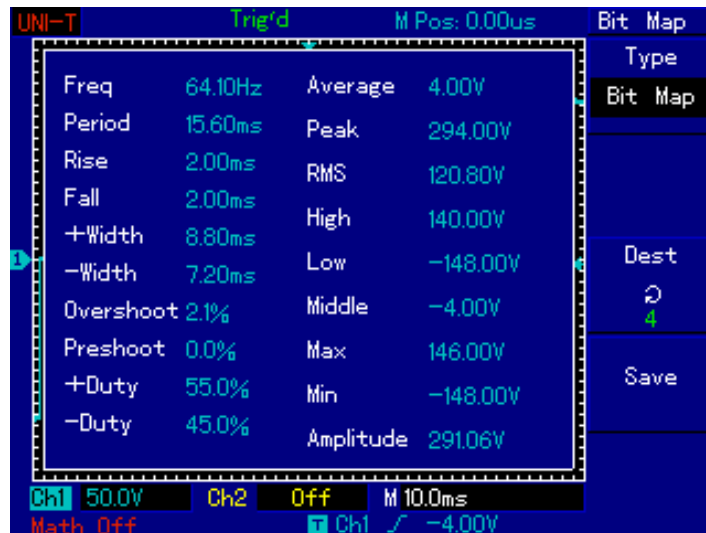 UNI-T Trig'd M Pos: 0.00us Bit Map
Type
Bit Map
Freq 64.10Hz Average 4.00V
Period 15.60ms Peak 294.00V
Rise 2.00ms RMS 120.80V
Fall 2.00ms High 140.00V
+Width 8.80ms Low -148.00V
-Width 7.20ms Middle -4.00V
Overshoot 2.1% Max 146.00V
Preshoot 0.0% Min -148.00V
+Duty 55.0% Amplitude 291.06V
-Duty 45.0%
1
Dest
4
Save
Ch1 50.0V Ch2 Off M 10.0ms
Math Off T Ch1 -4.00V